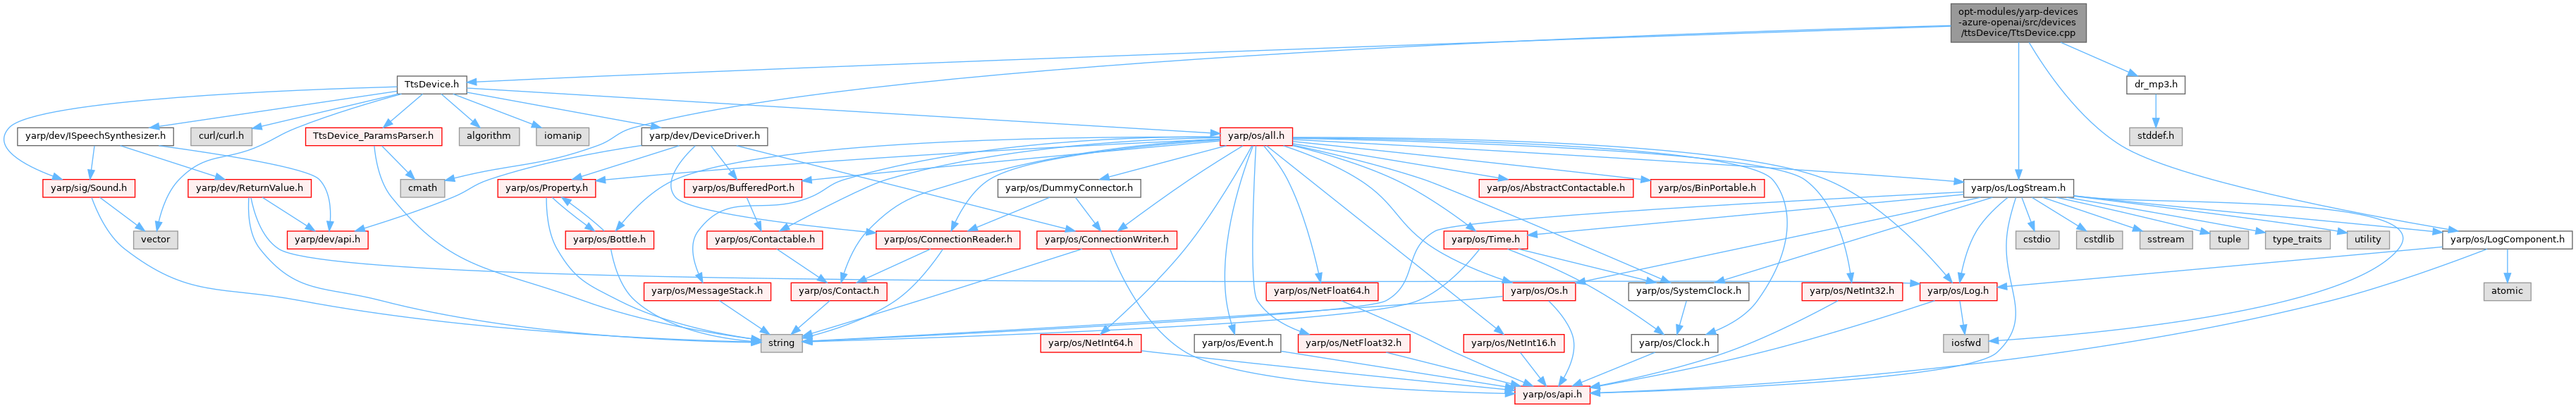 opt-modules/yarp-devices
-azure-openai/src/devices
/ttsDevice/TtsDevice.cpp
TtsDevice.h
dr_mp3.h
yarp/dev/ISpeechSynthesizer.h
curl/curl.h
TtsDevice_ParamsParser.h
algorithm
iomanip
yarp/dev/DeviceDriver.h
yarp/os/all.h
stddef.h
yarp/sig/Sound.h
yarp/dev/ReturnValue.h
cmath
yarp/os/Property.h
yarp/os/BufferedPort.h
yarp/os/DummyConnector.h
yarp/os/AbstractContactable.h
yarp/os/BinPortable.h
yarp/os/LogStream.h
vector
yarp/dev/api.h
yarp/os/Bottle.h
yarp/os/Contactable.h
yarp/os/ConnectionReader.h
yarp/os/ConnectionWriter.h
yarp/os/Time.h
cstdio
cstdlib
sstream
tuple
type_traits
utility
yarp/os/LogComponent.h
yarp/os/MessageStack.h
yarp/os/Contact.h
yarp/os/NetFloat64.h
yarp/os/Os.h
yarp/os/SystemClock.h
yarp/os/NetInt32.h
yarp/os/Log.h
atomic
string
yarp/os/NetInt64.h
yarp/os/Event.h
yarp/os/NetFloat32.h
yarp/os/NetInt16.h
yarp/os/Clock.h
iosfwd
yarp/os/api.h